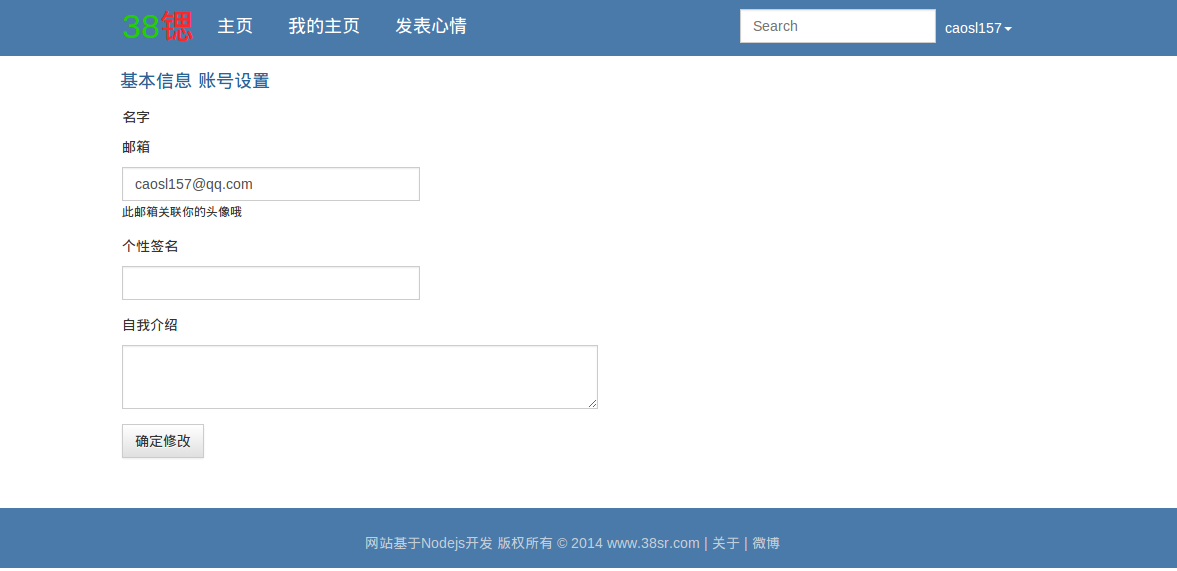 38锶 主页 我的主页 发表心情 Search caosl157
基本信息 账号设置
名字
邮箱
caosl157@qq.com
此邮箱关联你的头像哦
个性签名
自我介绍
确定修改
网站基于Nodejs开发 版权所有 © 2014 www.38sr.com | 关于 | 微博